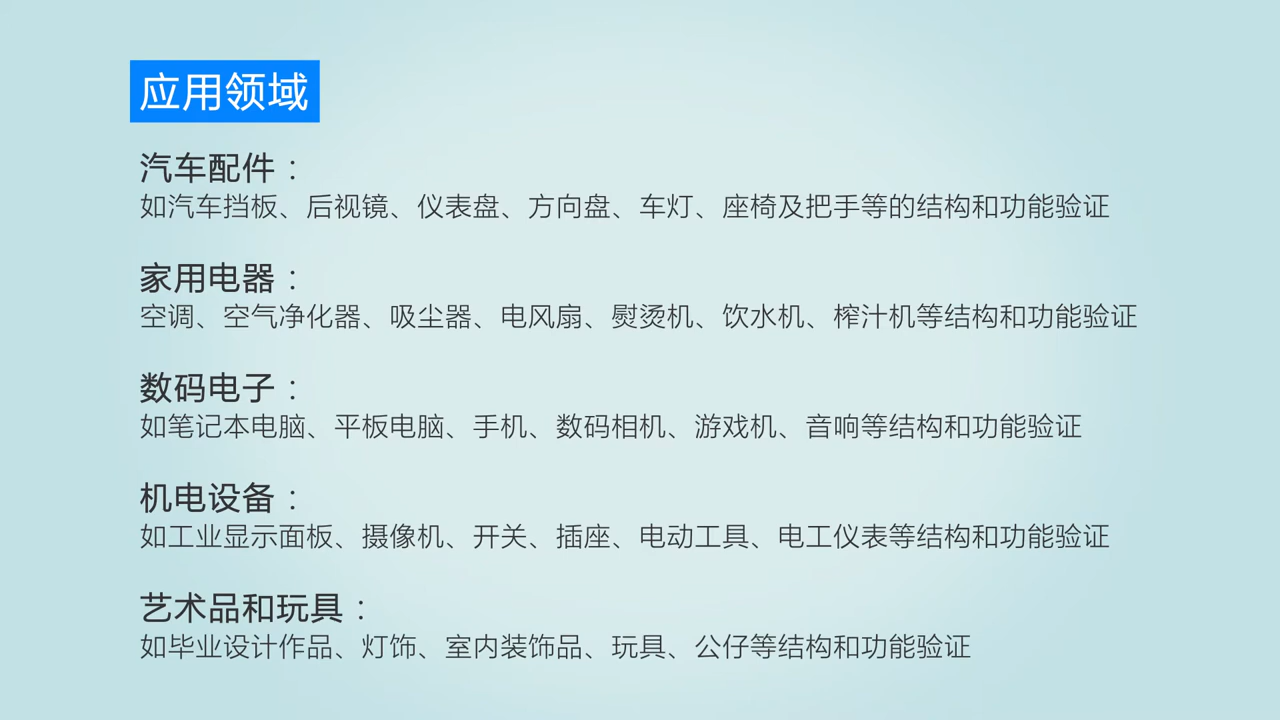 应用领域
汽车配件：
如汽车挡板、后视镜、仪表盘、方向盘、车灯、座椅及把手等的结构和功能验证
家用电器：
空调、空气净化器、吸尘器、电风扇、熨烫机、饮水机、榨汁机等结构和功能验证
数码电子：
如笔记本电脑、平板电脑、手机、数码相机、游戏机、音响等结构和功能验证
机电设备：
如工业显示面板、摄像机、开关、插座、电动工具、电工仪表等结构和功能验证
艺术品和玩具：
如毕业设计作品、灯饰、室内装饰品、玩具、公仔等结构和功能验证